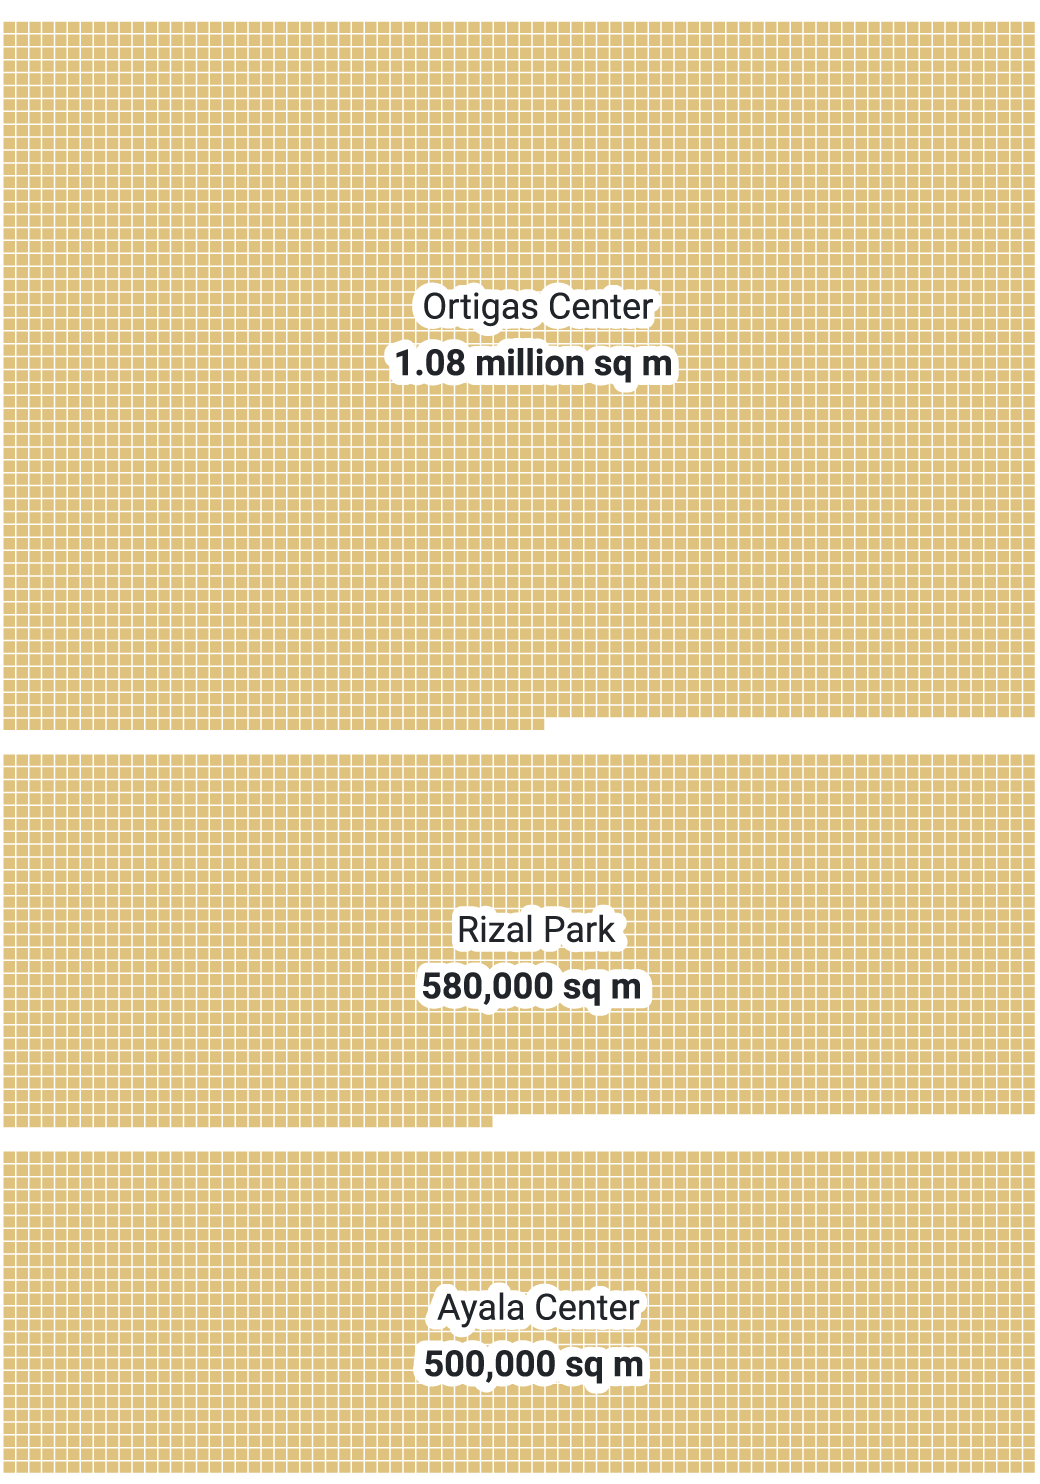 Ortigas Center
1.08 million sq m
Rizal Park
580,000 sq m
Ayala Center
500,000 sq m